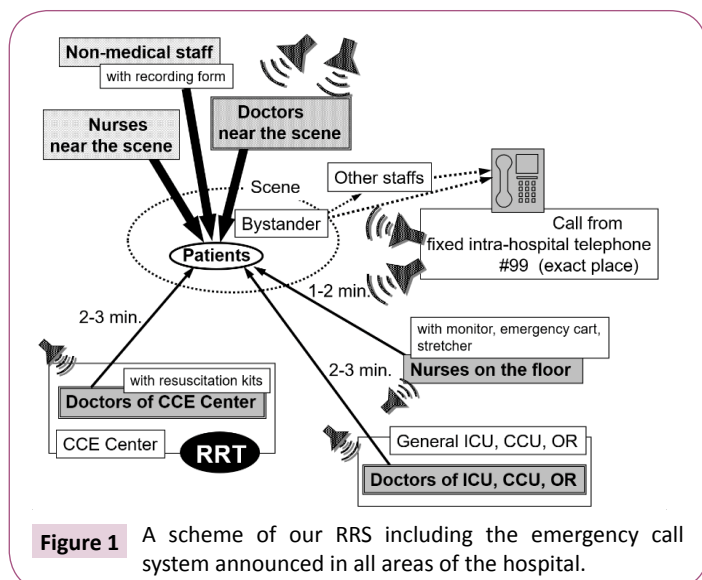 Non-medical staff
with recording form
Nurses
near the scene
Doctors
near the scene
Scene
Other staffs
Bystander
Patients
Call from
fixed intra-hospital telephone
#99 (exact place)
1-2 min.
2-3 min.
with monitor, emergency cart,
stretcher
Nurses on the floor
2-3 min.
with resuscitation kits
Doctors of CCE Center
CCE Center
RRT
General ICU, CCU, OR
Doctors of ICU, CCU, OR
Figure 1 A scheme of our RRS including the emergency call
system announced in all areas of the hospital.